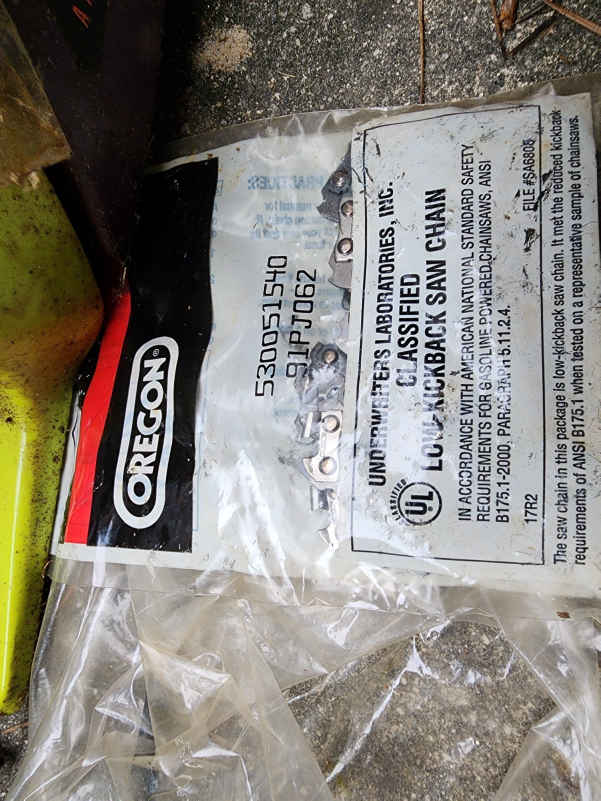 OREGON®
530051540
91PJ062
UNDERWRITERS LABORATORIES, INC.
CLASSIFIED
LOW-KICKBACK SAW CHAIN
IN ACCORDANCE WITH AMERICAN NATIONAL STANDARD SAFETY
REQUIREMENTS FOR GASOLINE-POWERED CHAINSAWS, ANSI
B175.1-2000, PARAGRAPH 5.11.2.4.
17R2
FILE #SA6805
CLASSIFIED
UL
The saw chain in this package is low-kickback saw chain. It met the reduced kickback
requirements of ANSI B175.1 when tested on a representative sample of chainsaws.